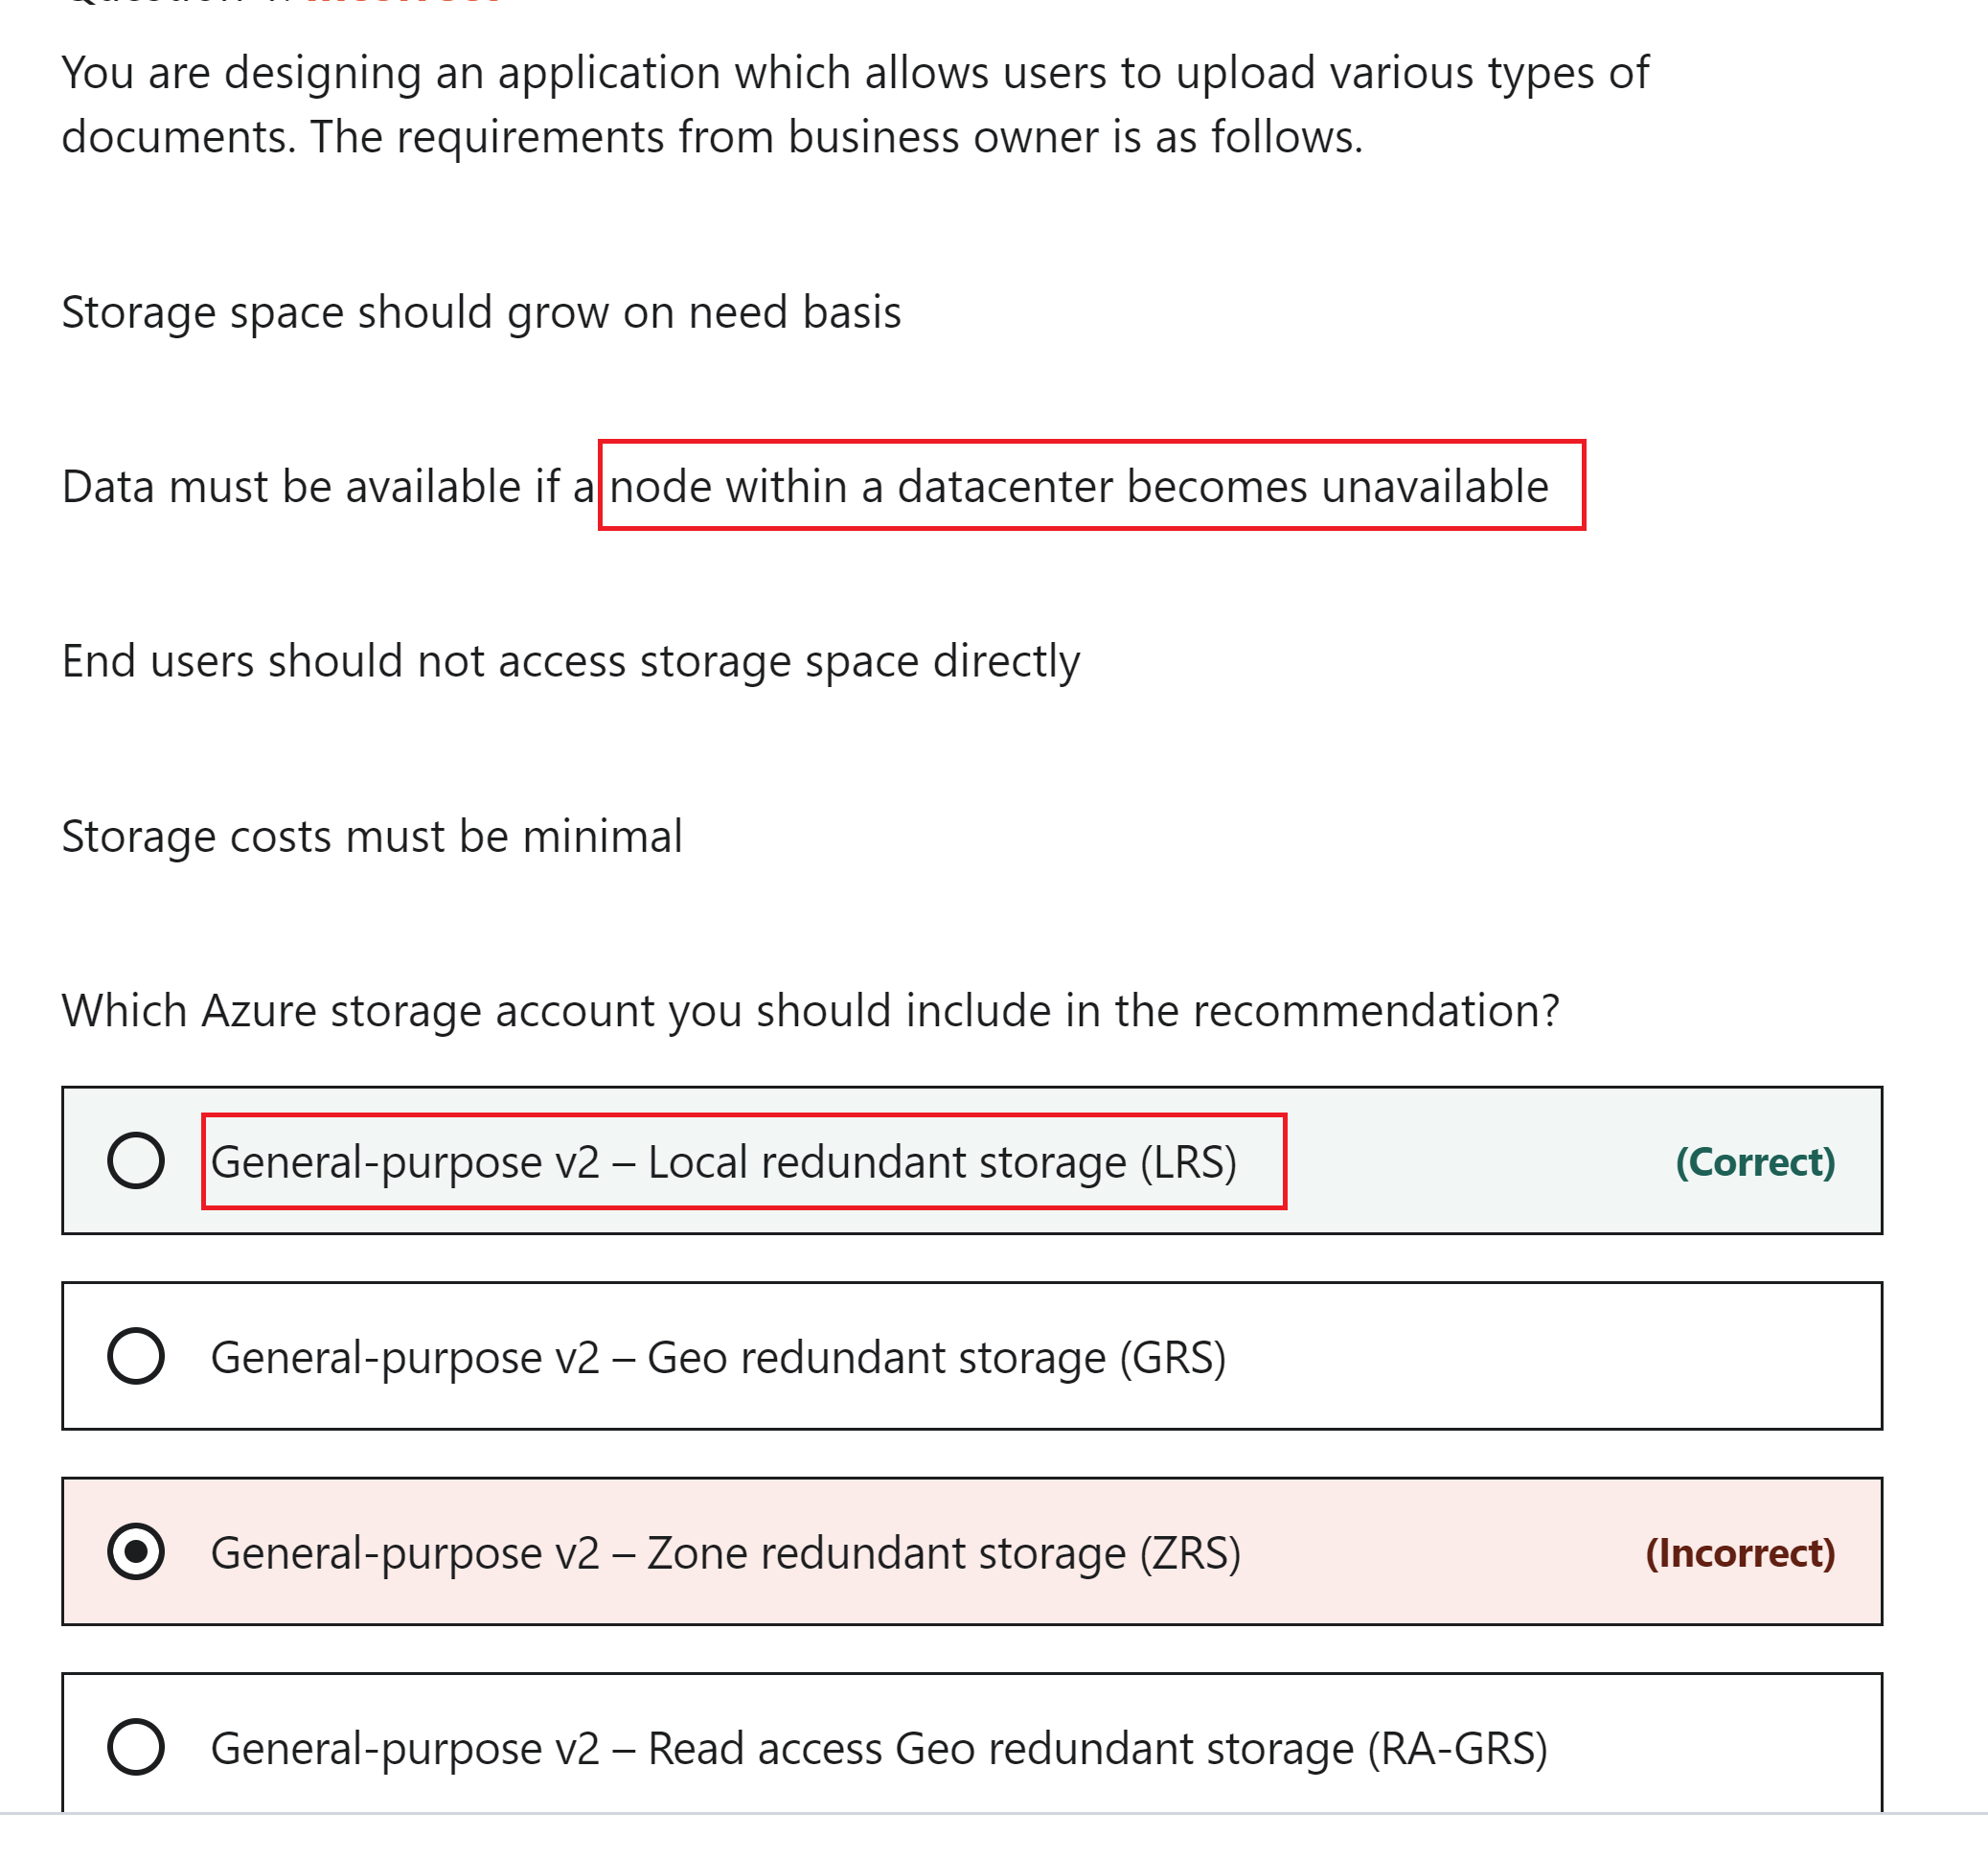 You are designing an application which allows users to upload various types of
documents. The requirements from business owner is as follows.
Storage space should grow on need basis
Data must be available if a node within a datacenter becomes unavailable
End users should not access storage space directly
Storage costs must be minimal
Which Azure storage account you should include in the recommendation?
General-purpose v2 – Local redundant storage (LRS) (Correct)
General-purpose v2 – Geo redundant storage (GRS)
General-purpose v2 – Zone redundant storage (ZRS) (Incorrect)
General-purpose v2 – Read access Geo redundant storage (RA-GRS)